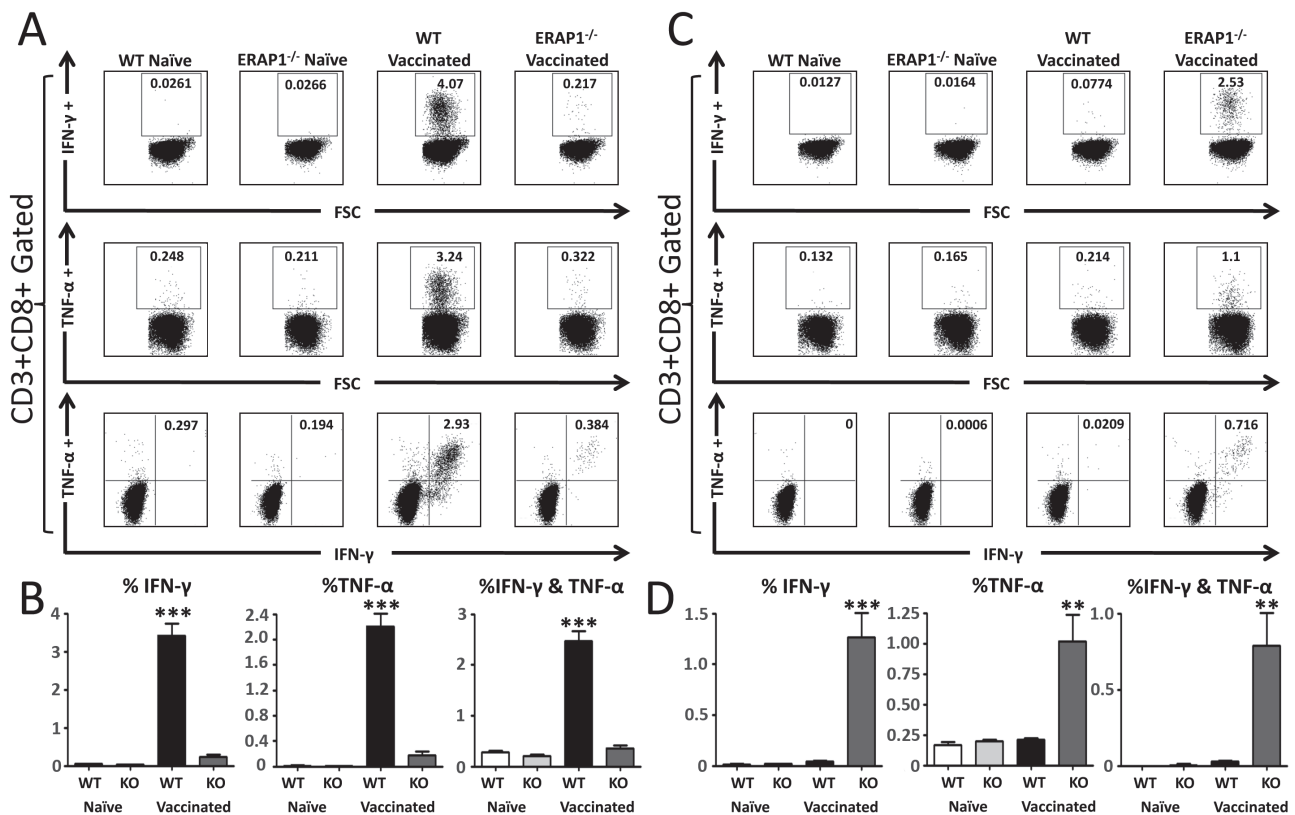 A
WT Naïve
ERAP1-/- Naïve
WT
Vaccinated
ERAP1-/-
Vaccinated
CD3+CD8+ Gated
IFN-γ +
0.0261
0.0266
4.07
0.217
FSC
TNF-α +
0.248
0.211
3.24
0.322
FSC
TNF-α +
0.297
0.194
2.93
0.384
IFN-γ
C
WT Naïve
ERAP1-/- Naïve
WT
Vaccinated
ERAP1-/-
Vaccinated
CD3+CD8+ Gated
IFN-γ +
0.0127
0.0164
0.0774
2.53
FSC
TNF-α +
0.132
0.165
0.214
1.1
FSC
TNF-α +
0
0.0006
0.0209
0.716
IFN-γ
B
% IFN-γ
4
3
2
1
0
***
WT KO WT KO
Naïve Vaccinated
%TNF-α
2.4
2.0
1.6
1.2
0.8
0.4
0
***
WT KO WT KO
Naïve Vaccinated
%IFN-γ & TNF-α
3
2
1
0
***
WT KO WT KO
Naïve Vaccinated
D
% IFN-γ
1.5
1.0
0.5
0
***
WT KO WT KO
Naïve Vaccinated
%TNF-α
1.25
1.00
0.75
0.50
0.25
0
**
WT KO WT KO
Naïve Vaccinated
%IFN-γ & TNF-α
1.0
0.5
0
**
WT KO WT KO
Naïve Vaccinated